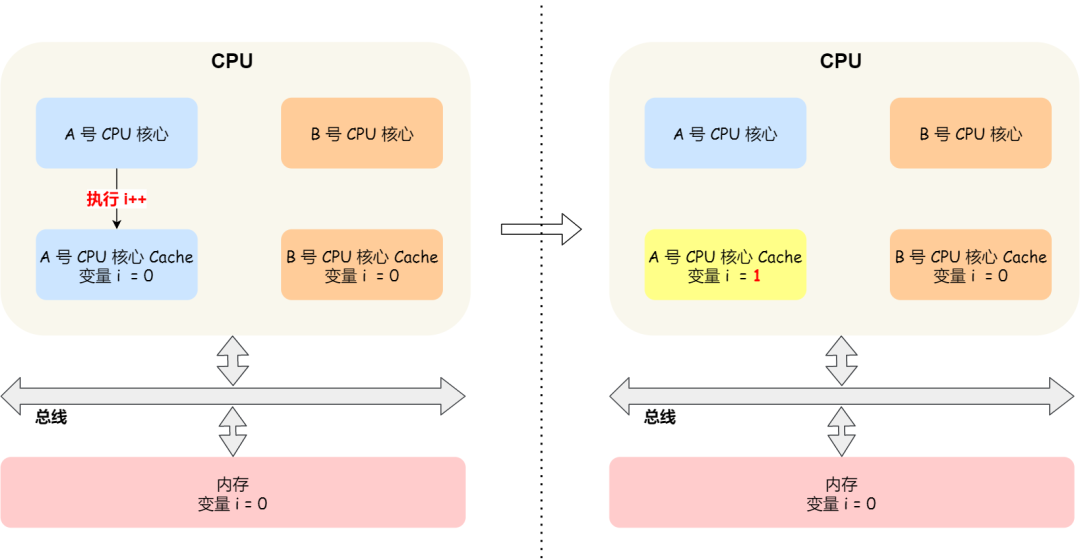 CPU
A 号 CPU 核心
B 号 CPU 核心
执行 i++
A 号 CPU 核心 Cache
变量 i = 0
B 号 CPU 核心 Cache
变量 i = 0
总线
内存
变量 i = 0
CPU
A 号 CPU 核心
B 号 CPU 核心
A 号 CPU 核心 Cache
变量 i = 1
B 号 CPU 核心 Cache
变量 i = 0
总线
内存
变量 i = 0